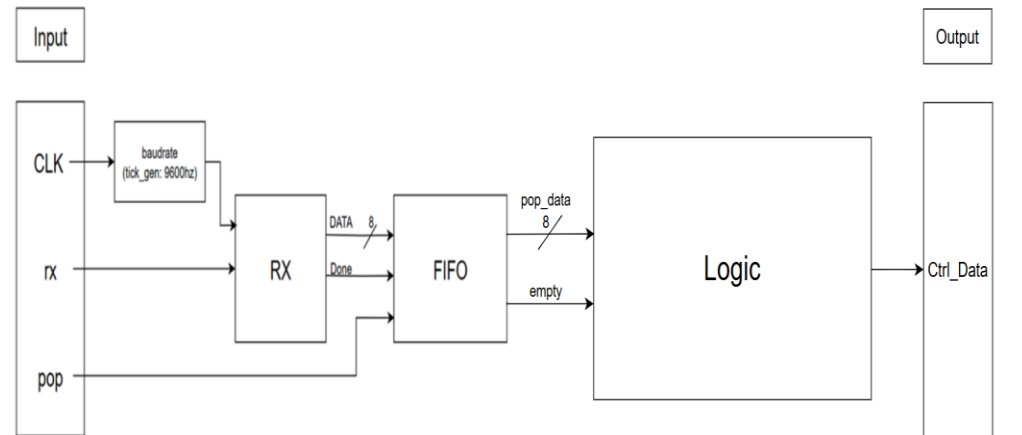 Input
Output
CLK
baudrate
(tick_gen: 9600hz)
rx
pop
RX
DATA 8
Done
FIFO
pop_data
8
empty
Logic
Ctrl_Data